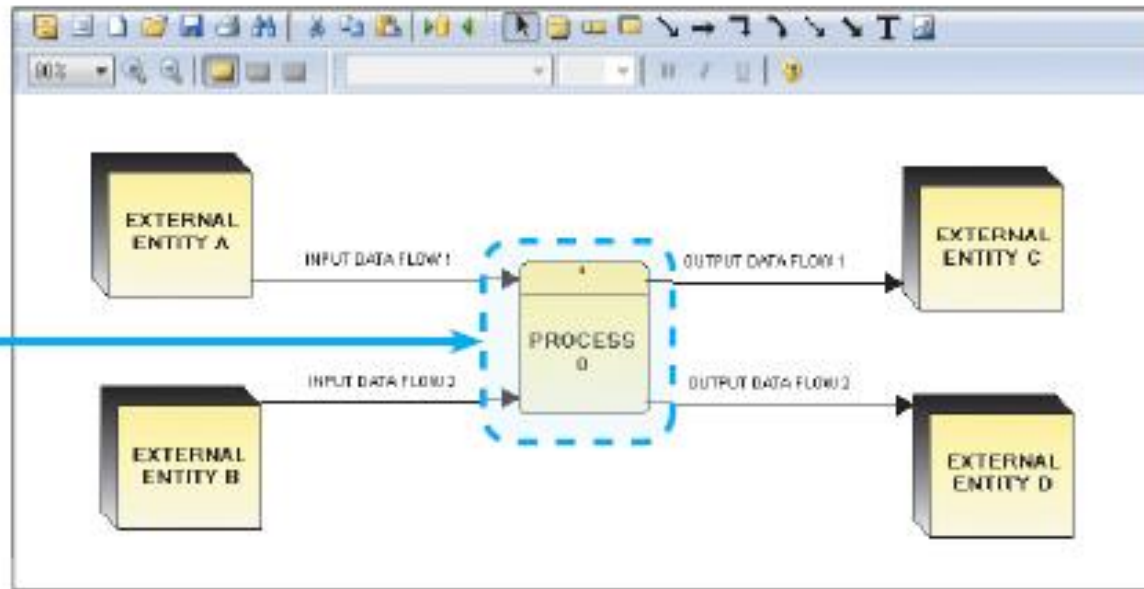 80%
EXTERNAL
ENTITY A
INPUT DATA FLOW 1
OUTPUT DATA FLOW 1
EXTERNAL
ENTITY C
PROCESS
0
INPUT DATA FLOW 2
OUTPUT DATA FLOW 2
EXTERNAL
ENTITY B
EXTERNAL
ENTITY D